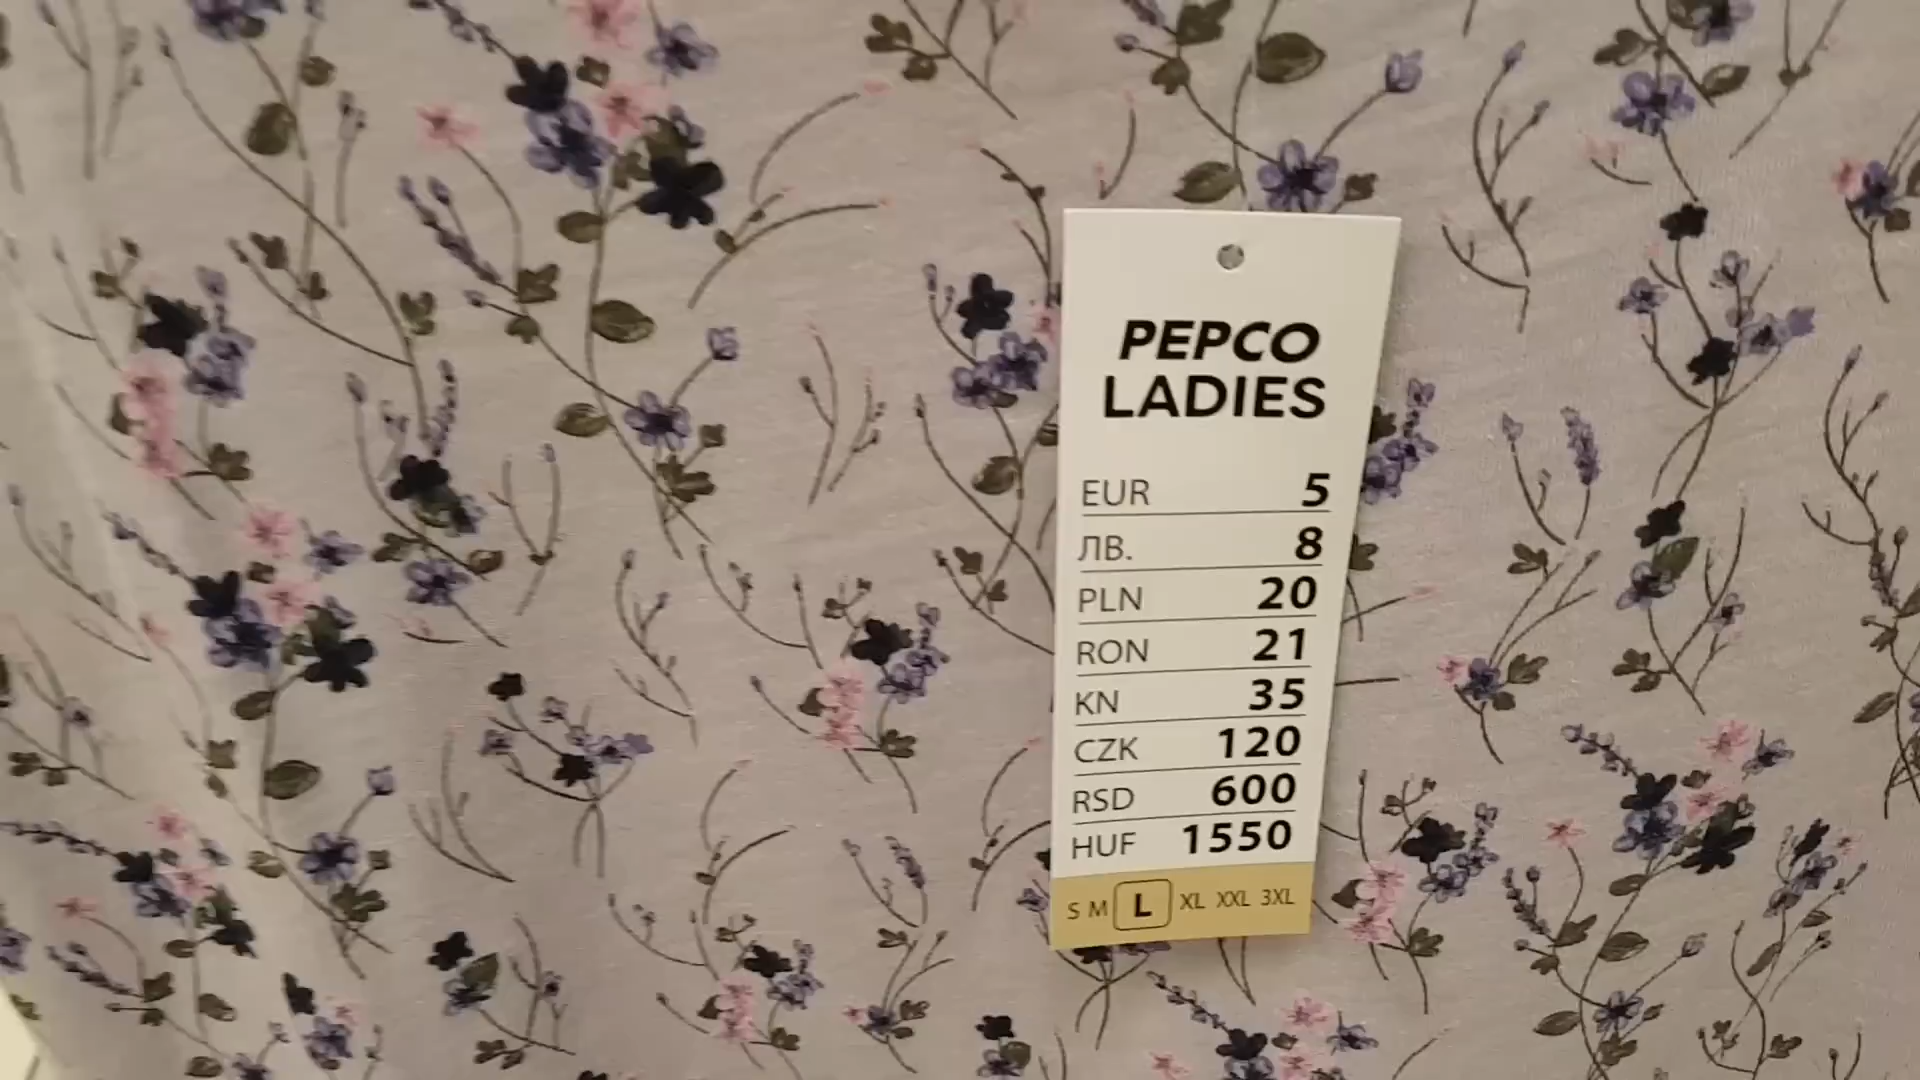 PEPCO
LADIES
EUR 5
ЛВ. 8
PLN 20
RON 21
KN 35
CZK 120
RSD 600
HUF 1550
S M L XL XXL 3XL